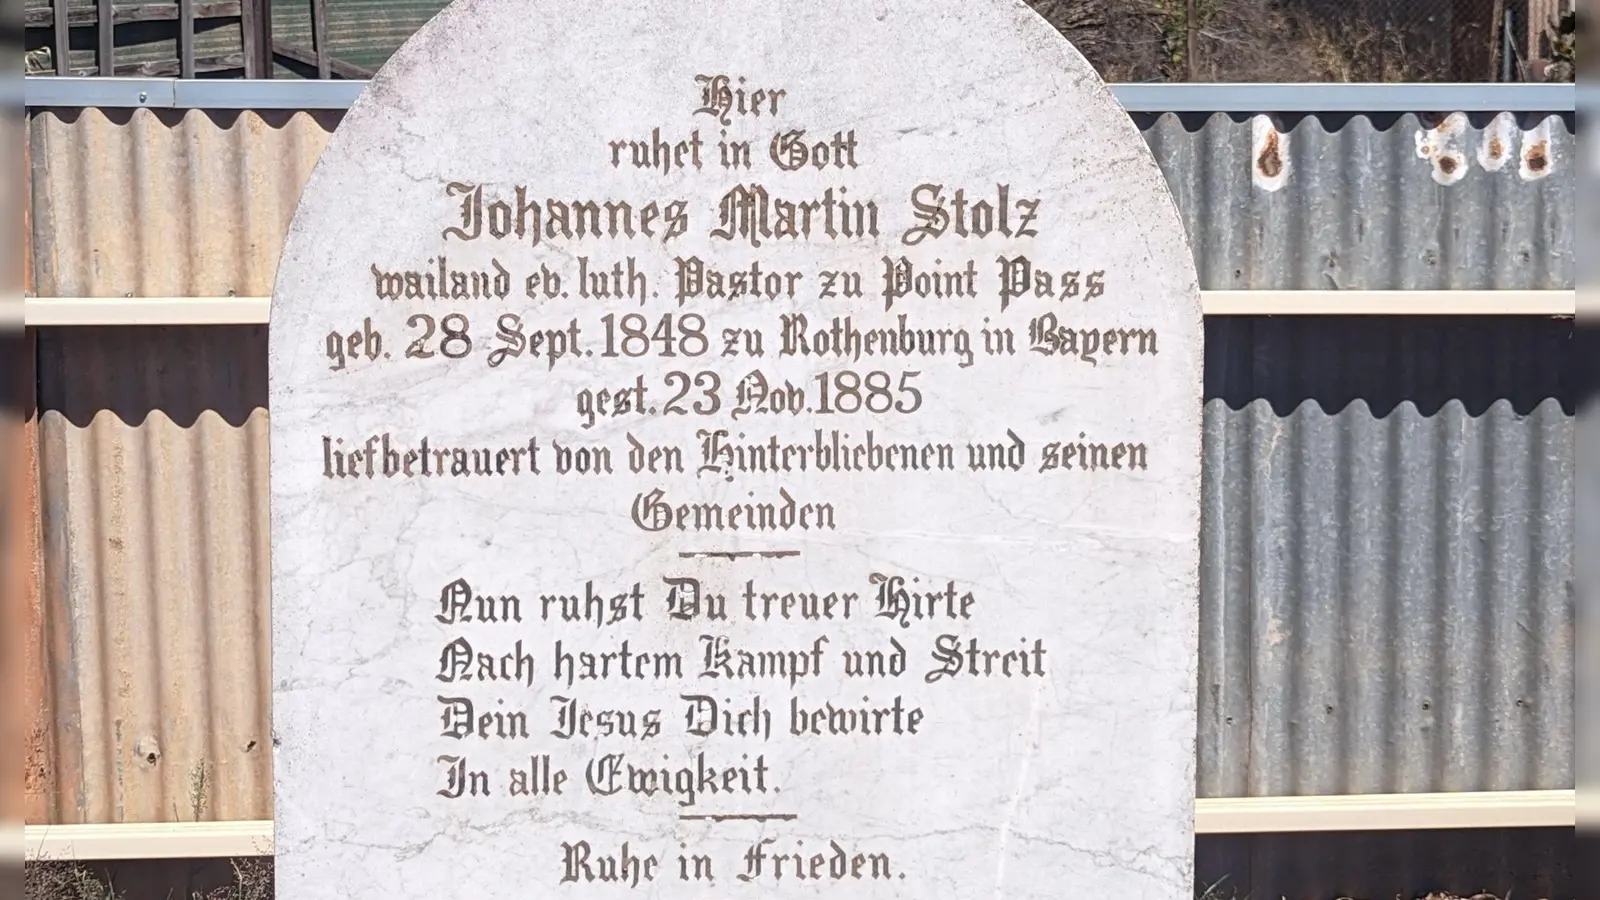 Hier
ruhet in Gott
Johannes Martin Stolz
wailand ev. luth. Pastor zu Point Pass
geb. 28 Sept. 1848 zu Rothenburg in Bayern
gest. 23 Nov. 1885
tiefbetrauert von den Hinterbliebenen und seinen
Gemeinden
Nun ruhst Du treuer Hirte
Nach hartem Kampf und Streit
Dein Jesus Dich bewirte
In alle Ewigkeit.
Ruhe in Frieden.